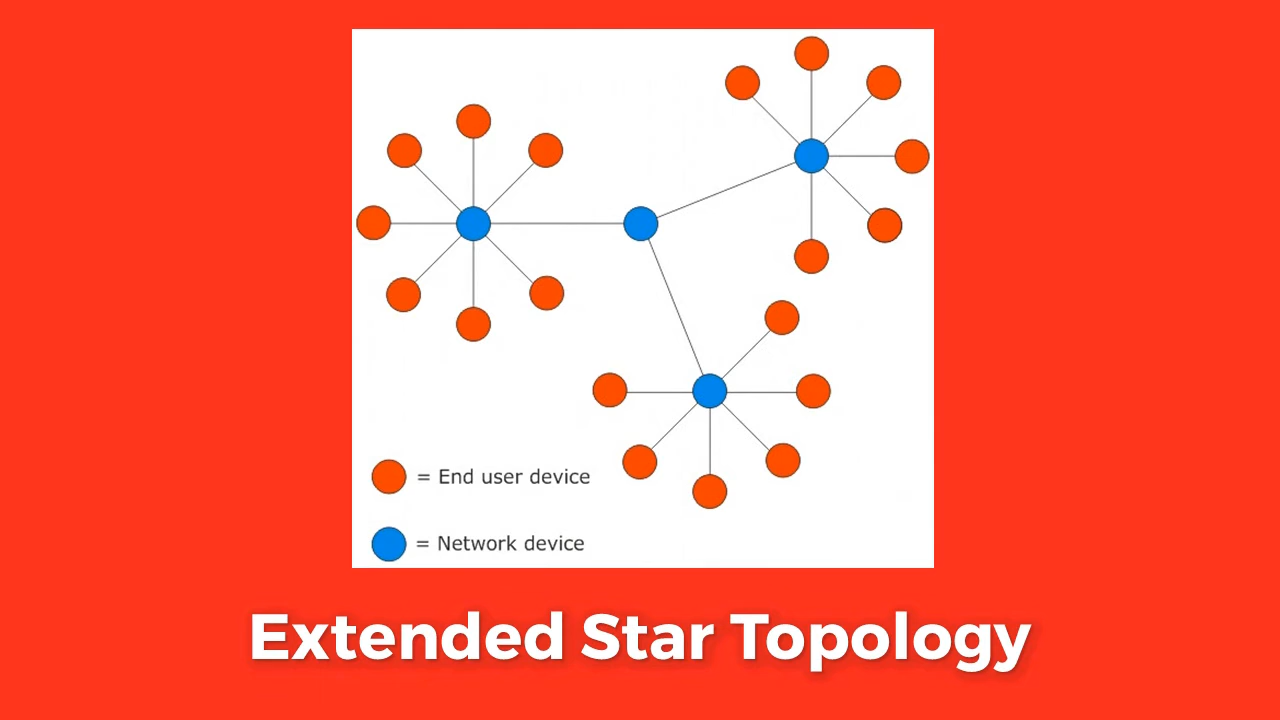 = End user device
= Network device
Extended Star Topology